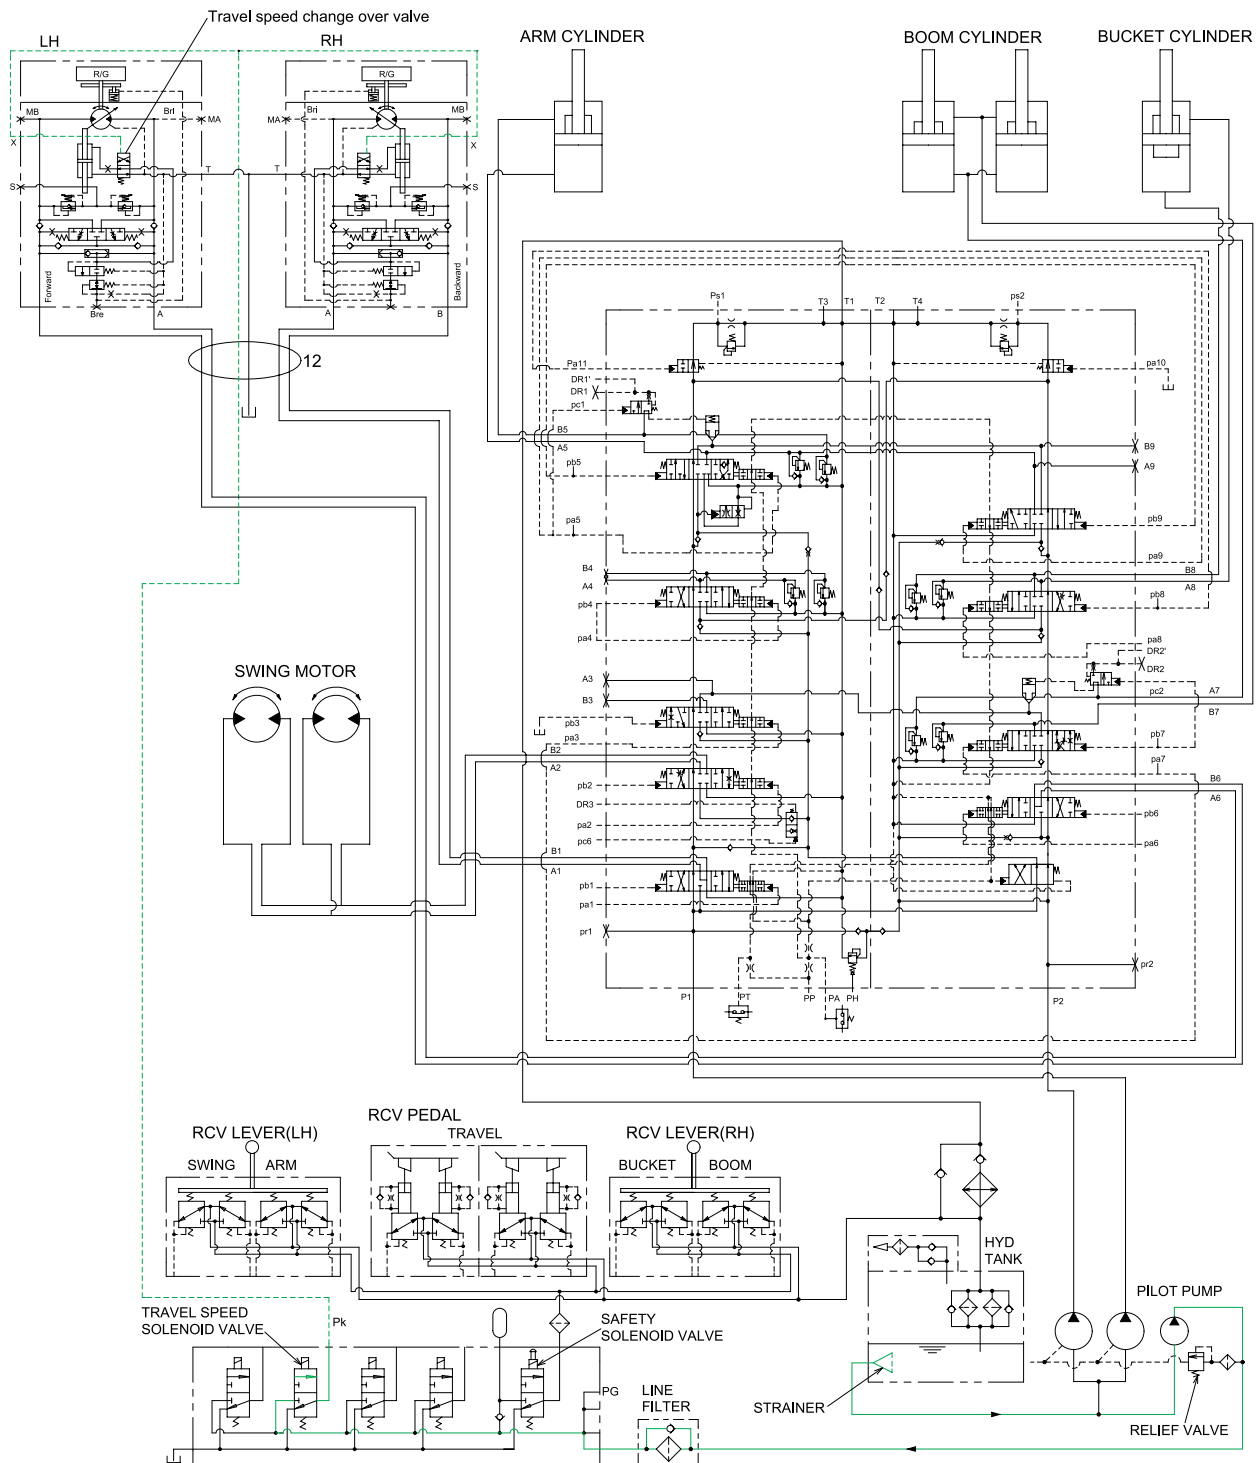 Travel speed change over valve
LH
RH
ARM CYLINDER
BOOM CYLINDER
BUCKET CYLINDER
R/G
R/G
MB
BrI
MA
MA
Bri
MB
X
X
T
T
S
S
Forward
Backward
Bre
A
A
B
12
Ps1
T3
T1
T2
T4
ps2
Pa11
pa10
DR1'
DR1
pc1
B5
A5
B9
A9
pb5
pa5
pb9
pa9
B4
A4
B8
A8
pb4
pb8
pa4
pa8
DR2'
DR2
SWING MOTOR
A3
B3
pc2
A7
B7
pb3
pa3
pb7
pa7
B2
A2
B6
A6
pb2
DR3
pa2
pc6
pb6
pa6
B1
A1
pb1
pa1
pr1
pr2
P1
PT
PP
PA
PH
P2
RCV PEDAL
RCV LEVER(LH)
TRAVEL
RCV LEVER(RH)
SWING
ARM
BUCKET
BOOM
HYD
TANK
PILOT PUMP
TRAVEL SPEED
SOLENOID VALVE
Pk
SAFETY
SOLENOID VALVE
PG
LINE
FILTER
STRAINER
RELIEF VALVE